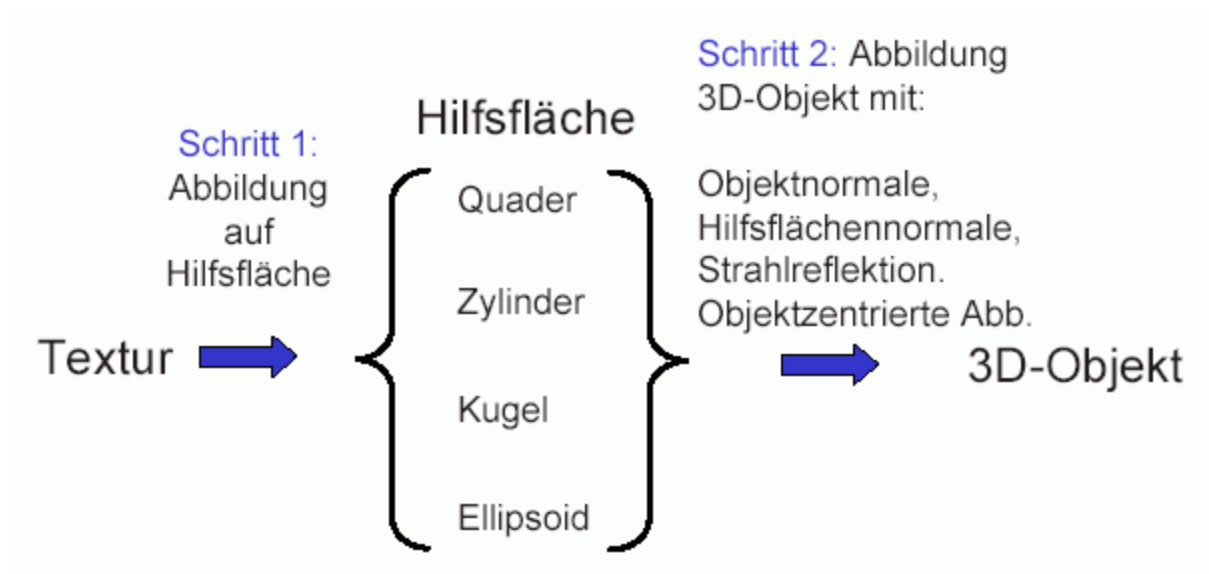 Textur
Schritt 1:
Abbildung
auf
Hilfsfläche
Hilfsfläche
Quader
Zylinder
Kugel
Ellipsoid
Schritt 2: Abbildung
3D-Objekt mit:
Objektnormale,
Hilfsflächennormale,
Strahlreflektion.
Objektzentrierte Abb.
3D-Objekt